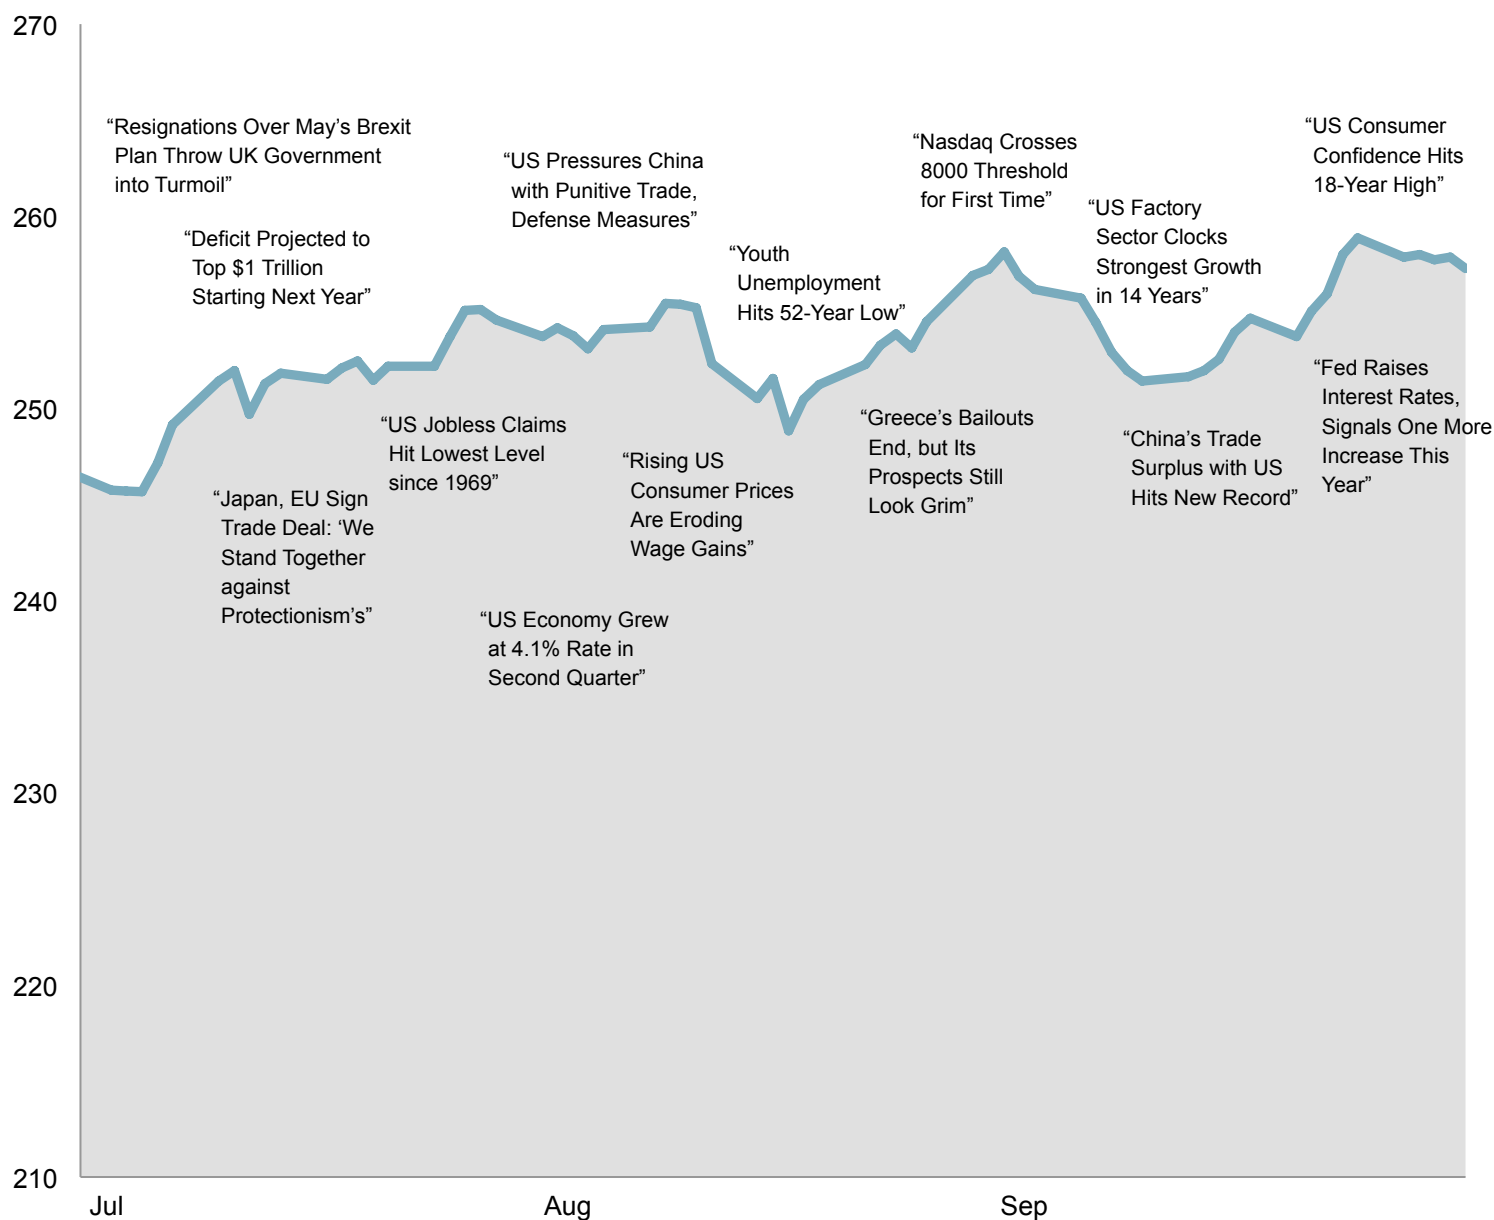 270
“Resignations Over May’s Brexit
Plan Throw UK Government
into Turmoil”
“US Pressures China
with Punitive Trade,
Defense Measures”
“Nasdaq Crosses
8000 Threshold
for First Time”
“US Consumer
Confidence Hits
18-Year High”
260
“Deficit Projected to
Top $1 Trillion
Starting Next Year”
“Youth
Unemployment
Hits 52-Year Low”
“US Factory
Sector Clocks
Strongest Growth
in 14 Years”
250
“US Jobless Claims
Hit Lowest Level
since 1969”
“Greece’s Bailouts
End, but Its
Prospects Still
Look Grim”
“China’s Trade
Surplus with US
Hits New Record”
“Fed Raises
Interest Rates,
Signals One More
Increase This
Year”
“Japan, EU Sign
Trade Deal: ‘We
Stand Together
against
Protectionism’s”
“Rising US
Consumer Prices
Are Eroding
Wage Gains”
240
“US Economy Grew
at 4.1% Rate in
Second Quarter”
230
220
210
Jul
Aug
Sep